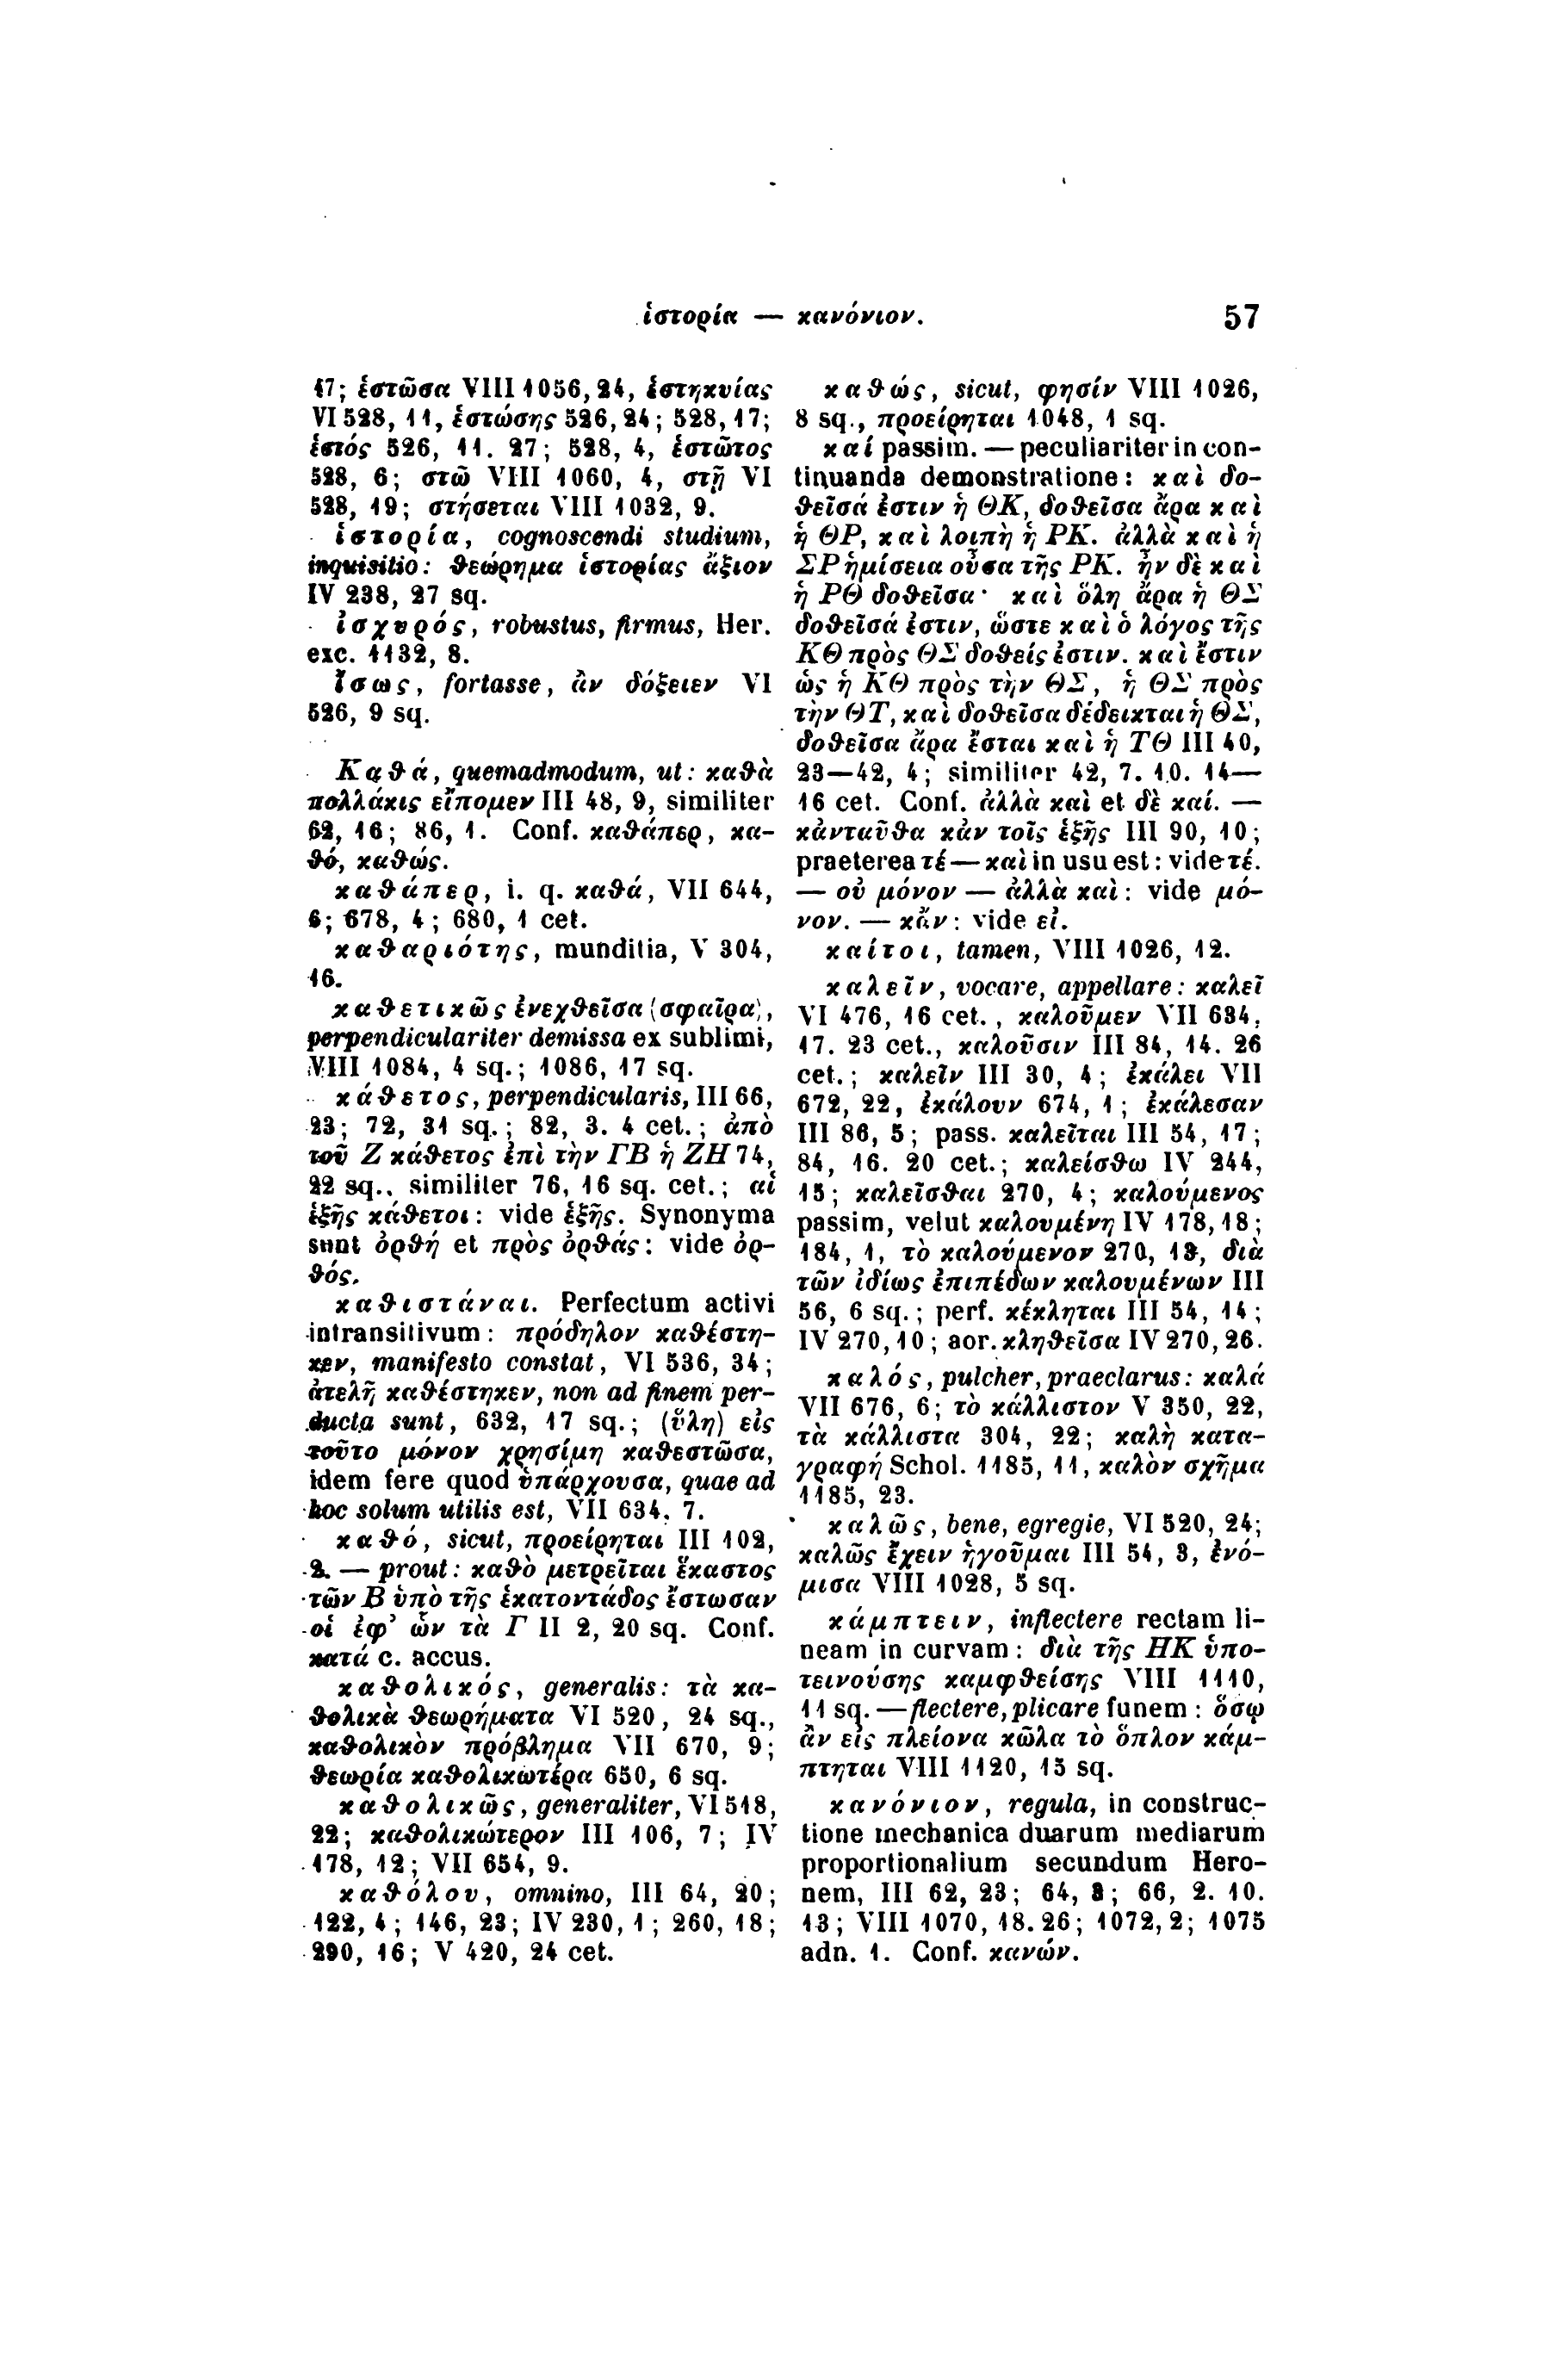 ἱστορία — κανόνιον. 57
17; ἑστῶσα VIII 1056, 24, ἑστηκυίας
VI 528, 11, ἑστώσης 526, 24; 528, 17;
ἑστός 526, 11. 27; 528, 4, ἑστῶτος
528, 6; στῶ VIII 1060, 4, στῇ VI
528, 19; στήσεται VIII 1032, 9.
ἱστορία, cognoscendi studium,
inquisitio: θεώρημα ἱστορίας ἄξιον
IV 238, 27 sq.
ἰσχυρός, robustus, firmus, Her.
exc. 1132, 8.
ἴσως, fortasse, ἂν δόξειεν VI
526, 9 sq.
Καθά, quemadmodum, ut: καθὰ
πολλάκις εἴπομεν III 48, 9, similiter
62, 16; 86, 1. Conf. καθάπερ, κα-
θό, καθώς.
καθάπερ, i. q. καθά, VII 644,
6; 678, 4; 680, 1 cet.
καθαριότης, munditia, V 304,
16.
καθετικῶς ἐνεχθεῖσα (σφαῖρα),
perpendiculariter demissa ex sublimi,
VIII 1084, 4 sq.; 1086, 17 sq.
κάθετος, perpendicularis, III 66,
23; 72, 31 sq.; 82, 3. 4 cet.; ἀπὸ
τοῦ Ζ κάθετος ἐπὶ τὴν ΓΒ ἡ ΖΗ 74,
22 sq., similiter 76, 16 sq. cet.; αἱ
ἑξῆς κάθετοι: vide ἑξῆς. Synonyma
sunt ὀρθή et πρὸς ὀρθάς: vide ὀρ-
θός.
καθιστάναι. Perfectum activi
intransitivum: πρόδηλον καθέστη-
κεν, manifesto constat, VI 536, 34;
ἀτελῆ καθέστηκεν, non ad finem per-
ducta sunt, 632, 17 sq.; (ὕλη) εἰς
τοῦτο μόνον χρησίμη καθεστῶσα,
idem fere quod ὑπάρχουσα, quae ad
hoc solum utilis est, VII 634, 7.
καθό, sicut, προείρηται III 102,
2. — prout: καθὸ μετρεῖται ἕκαστος
τῶν Β ὑπὸ τῆς ἑκατοντάδος ἔστωσαν
οἱ ἐφ’ ὧν τὰ Γ II 2, 20 sq. Conf.
κατά c. accus.
καθολικός, generalis: τὰ κα-
θολικὰ θεωρήματα VI 520, 24 sq.,
καθολικὸν πρόβλημα VII 670, 9;
θεωρία καθολικωτέρα 650, 6 sq.
καθολικῶς, generaliter, VI 518,
22; καθολικώτερον III 106, 7; IV
178, 12; VII 654, 9.
καθόλου, omnino, III 64, 20;
122, 4; 146, 23; IV 230, 1; 260, 18;
290, 16; V 420, 24 cet.
καθώς, sicut, φησίν VIII 1026,
8 sq., προείρηται 1048, 1 sq.
καί passim. — peculiariter in con-
tinuanda demonstratione: καὶ δο-
θεῖσά ἐστιν ἡ ΘΚ, δοθεῖσα ἄρα καὶ
ἡ ΘΡ, καὶ λοιπὴ ἡ ΡΚ. ἀλλὰ καὶ ἡ
ΣΡ ἡμίσεια οὖσα τῆς ΡΚ. ἦν δὲ καὶ
ἡ ΡΘ δοθεῖσα· καὶ ὅλη ἄρα ἡ ΘΣ
δοθεῖσά ἐστιν, ὥστε καὶ ὁ λόγος τῆς
ΚΘ πρὸς ΘΣ δοθείς ἐστιν. καὶ ἔστιν
ὡς ἡ ΚΘ πρὸς τὴν ΘΣ, ἡ ΘΣ πρὸς
τὴν ΘΤ, καὶ δοθεῖσα δέδεικται ἡ ΘΣ,
δοθεῖσα ἄρα ἔσται καὶ ἡ ΤΘ III 40,
23—42, 4; similiter 42, 7. 10. 14—
16 cet. Conf. ἀλλὰ καὶ et δὲ καί. —
κἀνταῦθα κἀν τοῖς ἑξῆς III 90, 10;
praeterea τέ — καὶ in usu est: vide τέ.
— οὐ μόνον — ἀλλὰ καὶ: vide μό-
νον. — κἄν: vide εἰ.
καίτοι, tamen, VIII 1026, 12.
καλεῖν, vocare, appellare: καλεῖ
VI 476, 16 cet., καλοῦμεν VII 634,
17. 23 cet., καλοῦσιν III 84, 14. 26
cet.; καλεῖν III 30, 4; ἐκάλει VII
672, 22, ἐκάλουν 674, 1; ἐκάλεσαν
III 86, 5; pass. καλεῖται III 54, 17;
84, 16. 20 cet.; καλείσθω IV 244,
15; καλεῖσθαι 270, 4; καλούμενος
passim, velut καλουμένη IV 178, 18;
184, 1, τὸ καλούμενον 270, 13, διὰ
τῶν ἰδίως ἐπιπέδων καλουμένων III
56, 6 sq.; perf. κέκληται III 54, 14;
IV 270, 10; aor. κληθεῖσα IV 270, 26.
καλός, pulcher, praeclarus: καλά
VII 676, 6; τὸ κάλλιστον V 350, 22,
τὰ κάλλιστα 304, 22; καλὴ κατα-
γραφή Schol. 1185, 11, καλὸν σχῆμα
1185, 23.
καλῶς, bene, egregie, VI 520, 24;
καλῶς ἔχειν ἡγοῦμαι III 54, 3, ἐνό-
μισα VIII 1028, 5 sq.
κάμπτειν, inflectere rectam li-
neam in curvam: διὰ τῆς ΗΚ ὑπο-
τεινούσης καμφθείσης VIII 1110,
11 sq. — flectere, plicare funem: ὅσῳ
ἂν εἰς πλείονα κῶλα τὸ ὅπλον κάμ-
πτηται VIII 1120, 15 sq.
κανόνιον, regula, in construc-
tione mechanica duarum mediarum
proportionalium secundum Hero-
nem, III 62, 23; 64, 3; 66, 2. 10.
13; VIII 1070, 18. 26; 1072, 2; 1075
adn. 1. Conf. κανών.